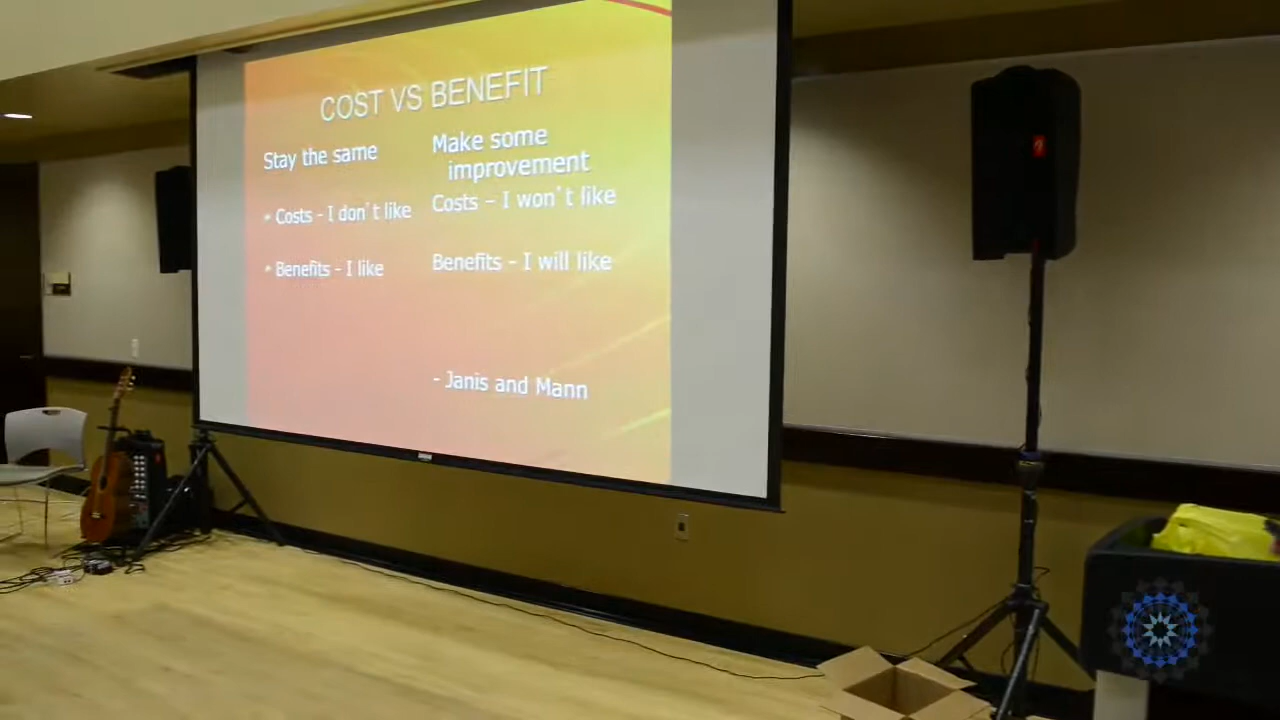 COST VS BENEFIT
Stay the same
• Costs - I don't like
• Benefits - I like
Make some
improvement
Costs - I won't like
Benefits - I will like
- Janis and Mann